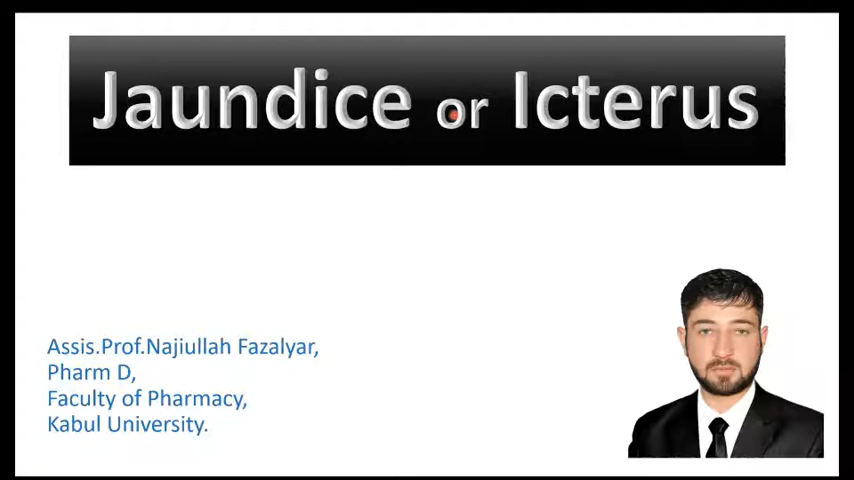 Jaundice or Icterus
Assis.Prof.Najiullah Fazalyar,
Pharm D,
Faculty of Pharmacy,
Kabul University.